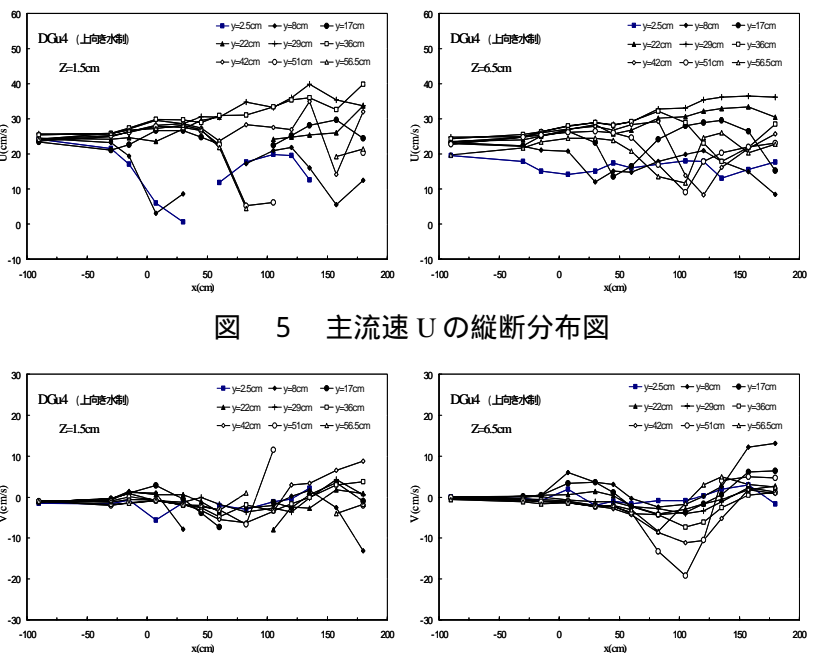 60
50
40
30
20
10
0
-10
U(cm/s)
DGu4 (上向き水制)
Z=1.5cm
y=2.5cm y=8cm y=17cm
y=22cm y=29cm y=36cm
y=42cm y=51cm y=56.5cm
-100 -50 0 50 100 150 200
x(cm)
60
50
40
30
20
10
0
-10
U(cm/s)
DGu4 (上向き水制)
Z=6.5cm
y=2.5cm y=8cm y=17cm
y=22cm y=29cm y=36cm
y=42cm y=51cm y=56.5cm
-100 -50 0 50 100 150 200
x(cm)
図 5 主流速 U の縦断分布図
30
20
10
0
-10
-20
-30
V(cm/s)
DGu4 (上向き水制)
Z=1.5cm
y=2.5cm y=8cm y=17cm
y=22cm y=29cm y=36cm
y=42cm y=51cm y=56.5cm
-100 -50 0 50 100 150 200
x(cm)
30
20
10
0
-10
-20
-30
V(cm/s)
DGu4 (上向き水制)
Z=6.5cm
y=2.5cm y=8cm y=17cm
y=22cm y=29cm y=36cm
y=42cm y=51cm y=56.5cm
-100 -50 0 50 100 150 200
x(cm)